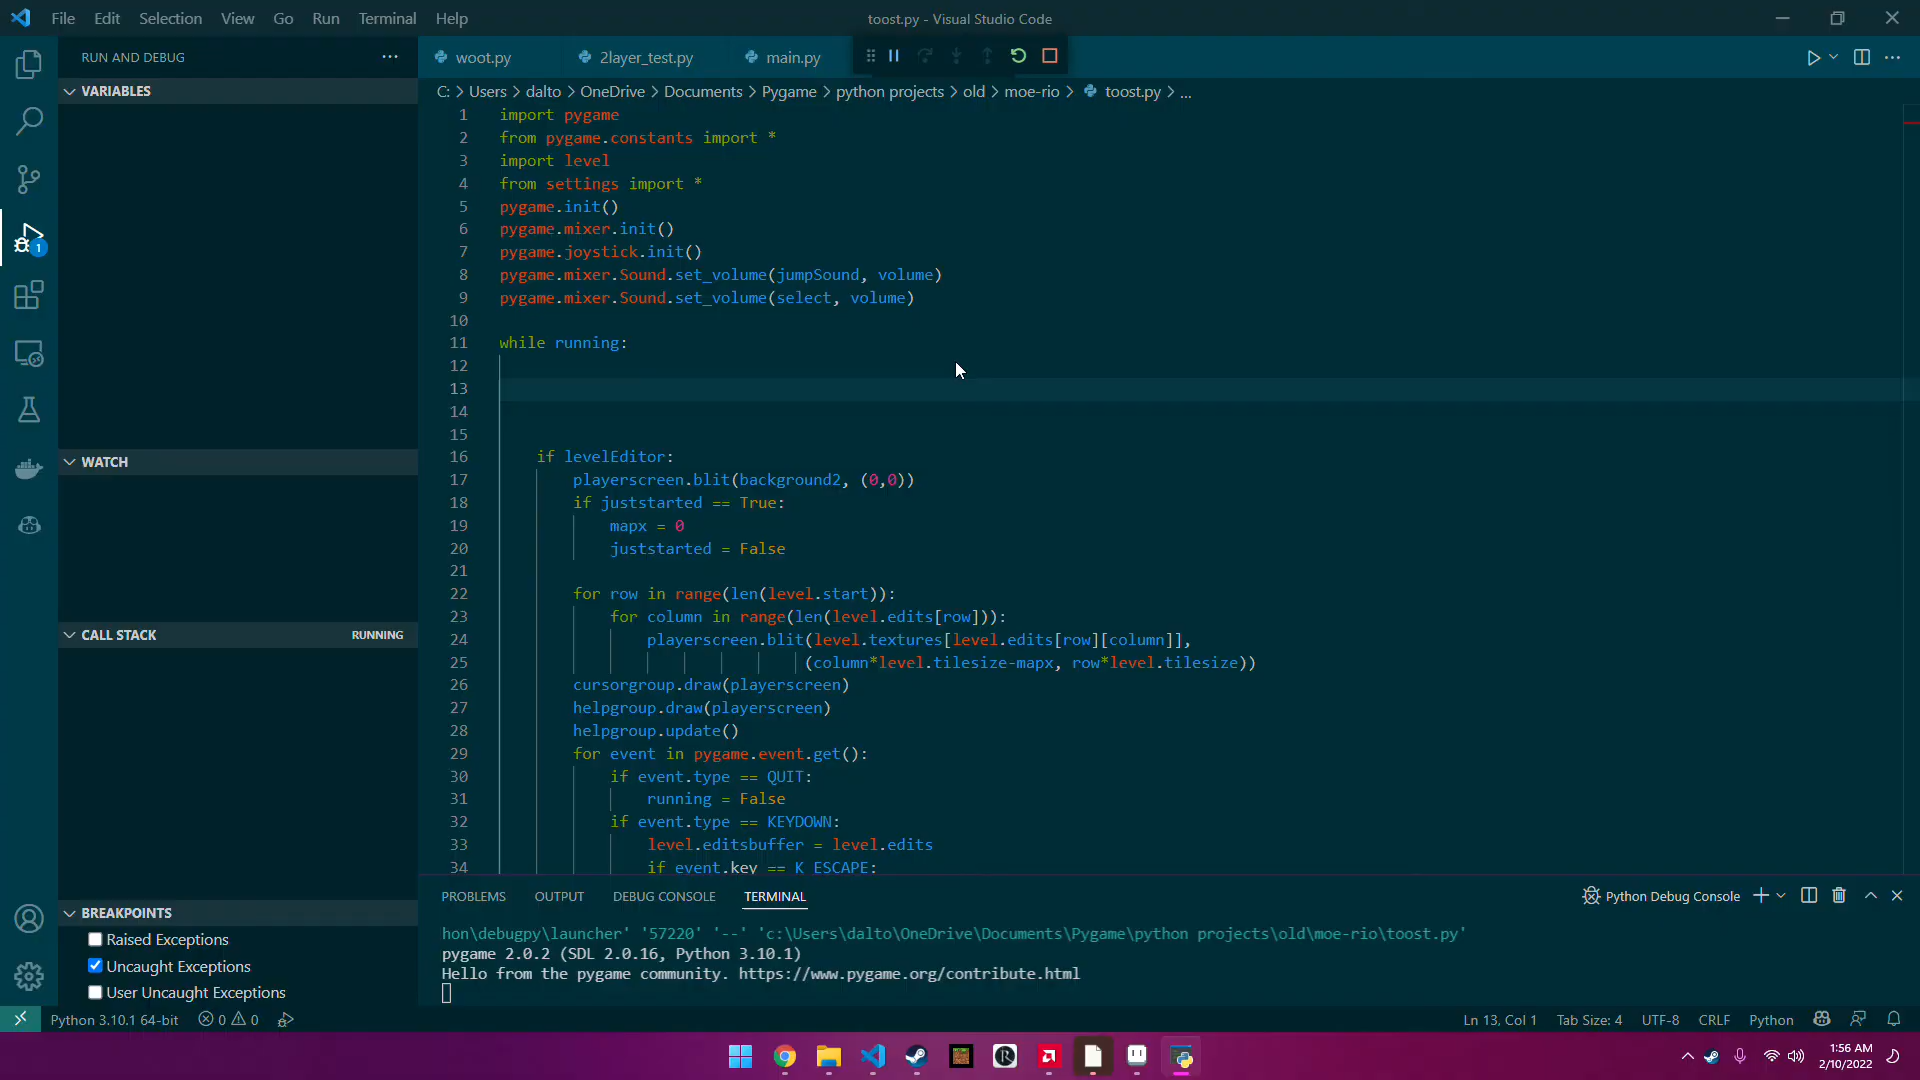 File Edit Selection View Go Run Terminal Help
toost.py - Visual Studio Code
RUN AND DEBUG
woot.py 2layer_test.py main.py
VARIABLES
C: > Users > dalto > OneDrive > Documents > Pygame > python projects > old > moe-rio > toost.py > ...
1 import pygame
2 from pygame.constants import *
3 import level
4 from settings import *
5 pygame.init()
6 pygame.mixer.init()
7 pygame.joystick.init()
8 pygame.mixer.Sound.set_volume(jumpSound, volume)
9 pygame.mixer.Sound.set_volume(select, volume)
10
11 while running:
12
13
14
15
16 if levelEditor:
17 playerscreen.blit(background2, (0,0))
18 if juststarted == True:
19 mapx = 0
20 juststarted = False
21
22 for row in range(len(level.start)):
23 for column in range(len(level.edits[row])):
24 playerscreen.blit(level.textures[level.edits[row][column]],
25 (column*level.tilesize-mapx, row*level.tilesize))
26 cursorgroup.draw(playerscreen)
27 helpgroup.draw(playerscreen)
28 helpgroup.update()
29 for event in pygame.event.get():
30 if event.type == QUIT:
31 running = False
32 if event.type == KEYDOWN:
33 level.editsbuffer = level.edits
34 if event.key == K_ESCAPE:
WATCH
CALL STACK RUNNING
BREAKPOINTS
Raised Exceptions
Uncaught Exceptions
User Uncaught Exceptions
1
PROBLEMS OUTPUT DEBUG CONSOLE TERMINAL
Python Debug Console
hon\debugpy\launcher' '57220' '--' 'c:\Users\dalto\OneDrive\Documents\Pygame\python projects\old\moe-rio\toost.py'
pygame 2.0.2 (SDL 2.0.16, Python 3.10.1)
Hello from the pygame community. https://www.pygame.org/contribute.html
Python 3.10.1 64-bit 0 0
Ln 13, Col 1 Tab Size: 4 UTF-8 CRLF Python
1:56 AM
2/10/2022